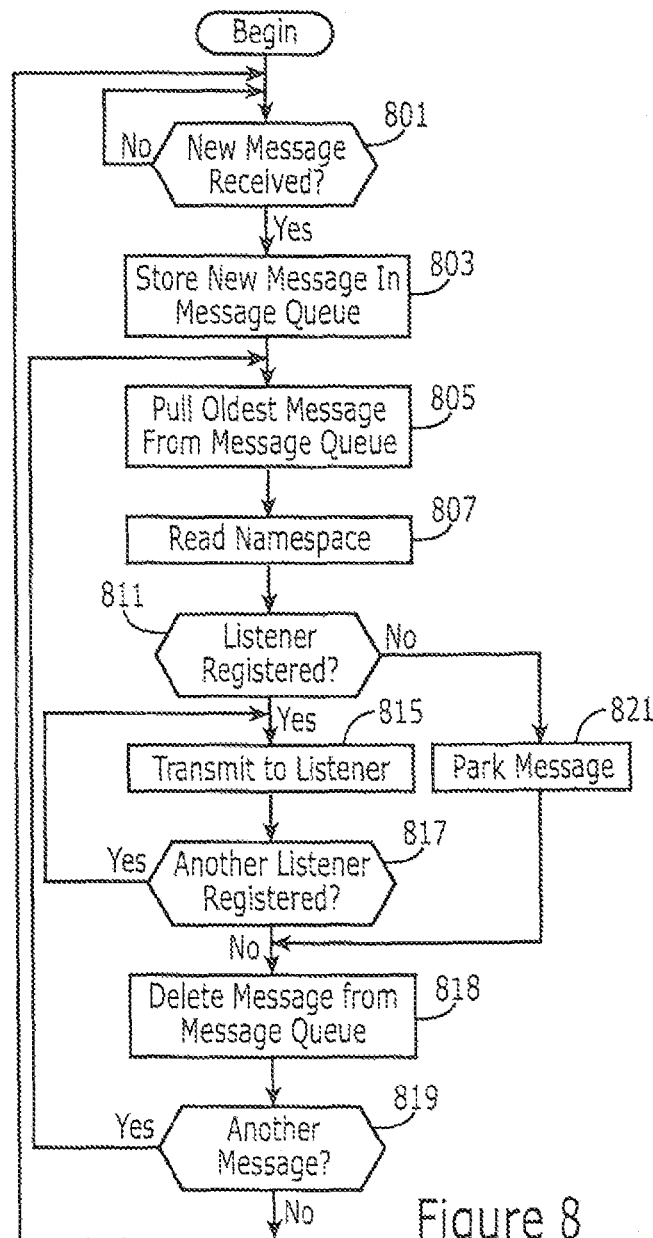 Begin
801
No
New Message
Received?
Yes
803
Store New Message In
Message Queue
805
Pull Oldest Message
From Message Queue
807
Read Namespace
811
Listener
Registered?
No
Yes
815
821
Transmit to Listener
Park Message
817
Yes
Another Listener
Registered?
No
818
Delete Message from
Message Queue
819
Yes
Another
Message?
No
Figure 8